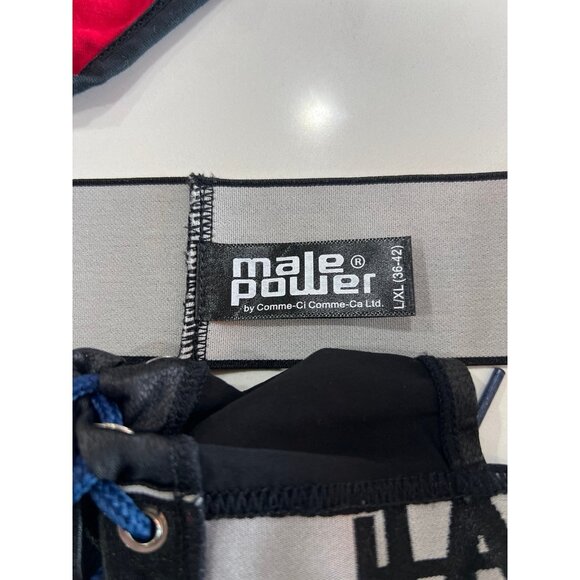 male ®
power
by Comme-Ci Comme-Ca Ltd.
L/XL (36-42)